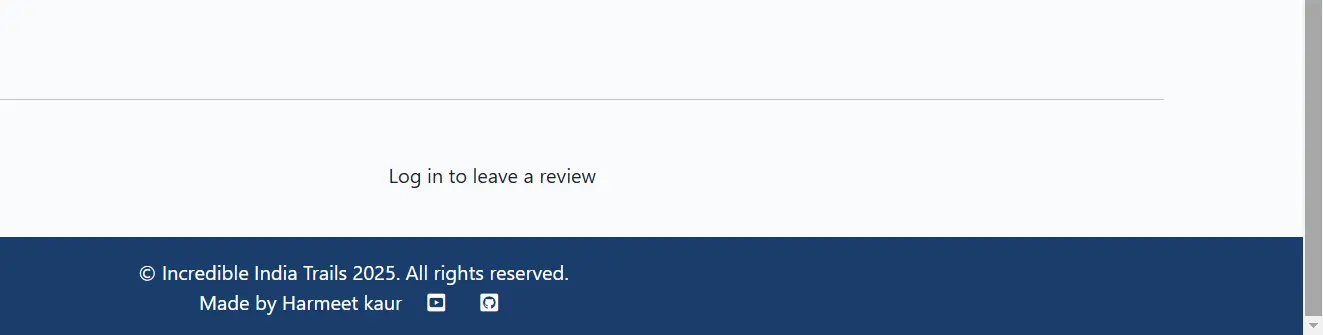 Log in to leave a review
© Incredible India Trails 2025. All rights reserved.
Made by Harmeet kaur